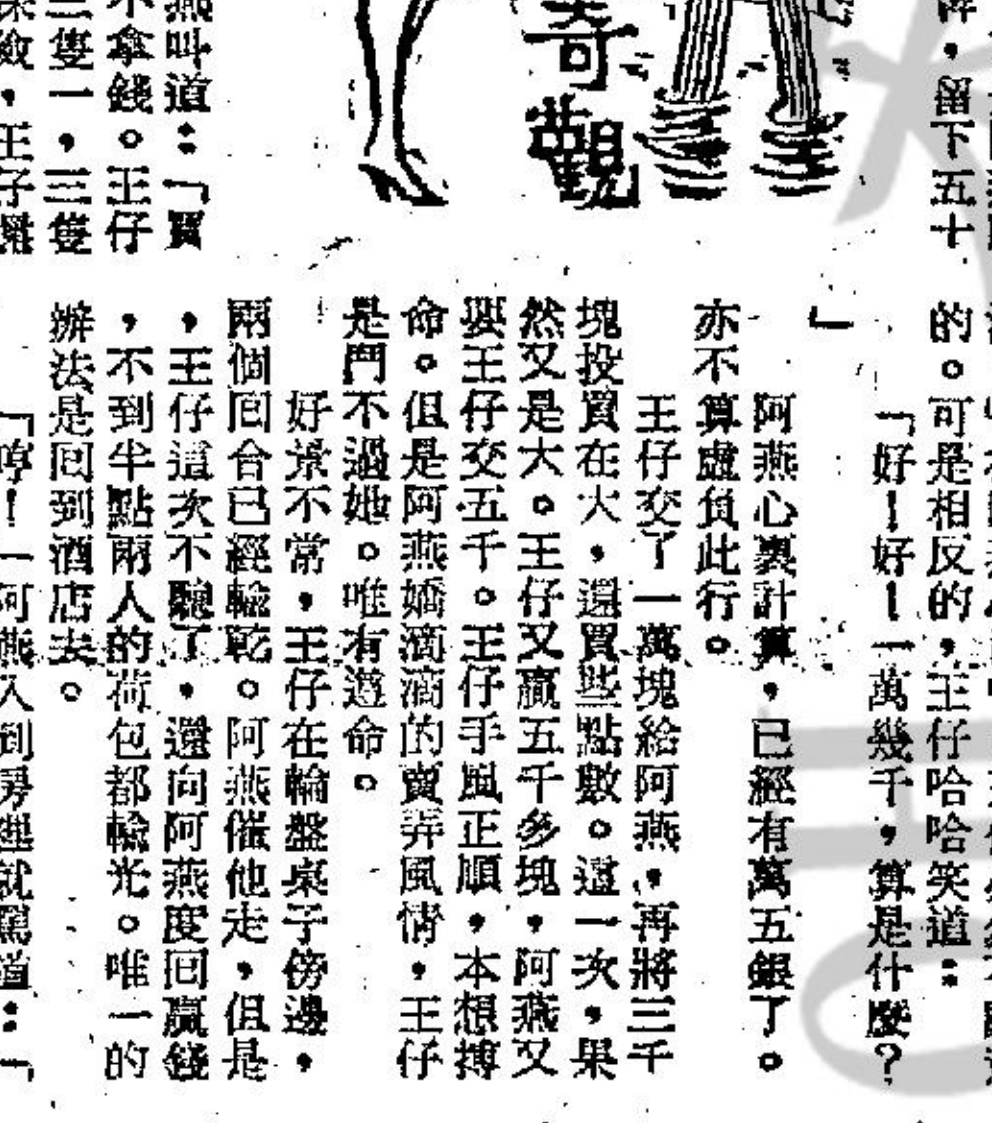 留下五十
燕叫道：「買
不拿錢。王仔
三隻一，三隻
奇觀
的。可是相反的，王仔哈哈笑道：
「好！好！一萬幾千，算是什麼？
」
阿燕心裏計算，已經有萬五銀了。
亦不算虛負此行。
王仔交了一萬塊給阿燕，再將三千
塊投買在大，還買些點數。這一次，果
然又是大。王仔又贏五千多塊，阿燕又
要王仔交五千。王仔手風正順，本想搏
命。但是阿燕嬌滴滴的賣弄風情，王仔
是鬥不過她。唯有遵命。
好景不常，王仔在輪盤桌子傍邊，
兩個回合已經輸乾。阿燕催他走，但是
，王仔這次不聽了，還向阿燕度回贏錢
，不到半點兩人的荷包都輸光。唯一的
辦法是回到酒店去。
「哼！」阿燕入到房裡就罵道：「